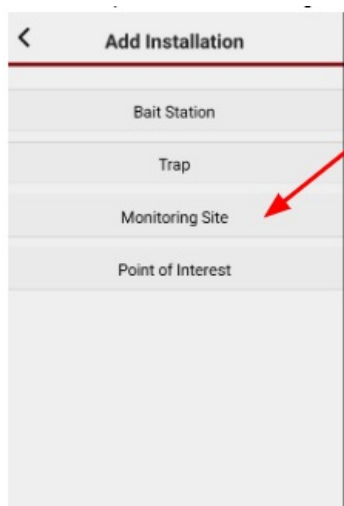 Add Installation
Bait Station
Trap
Monitoring Site
Point of Interest